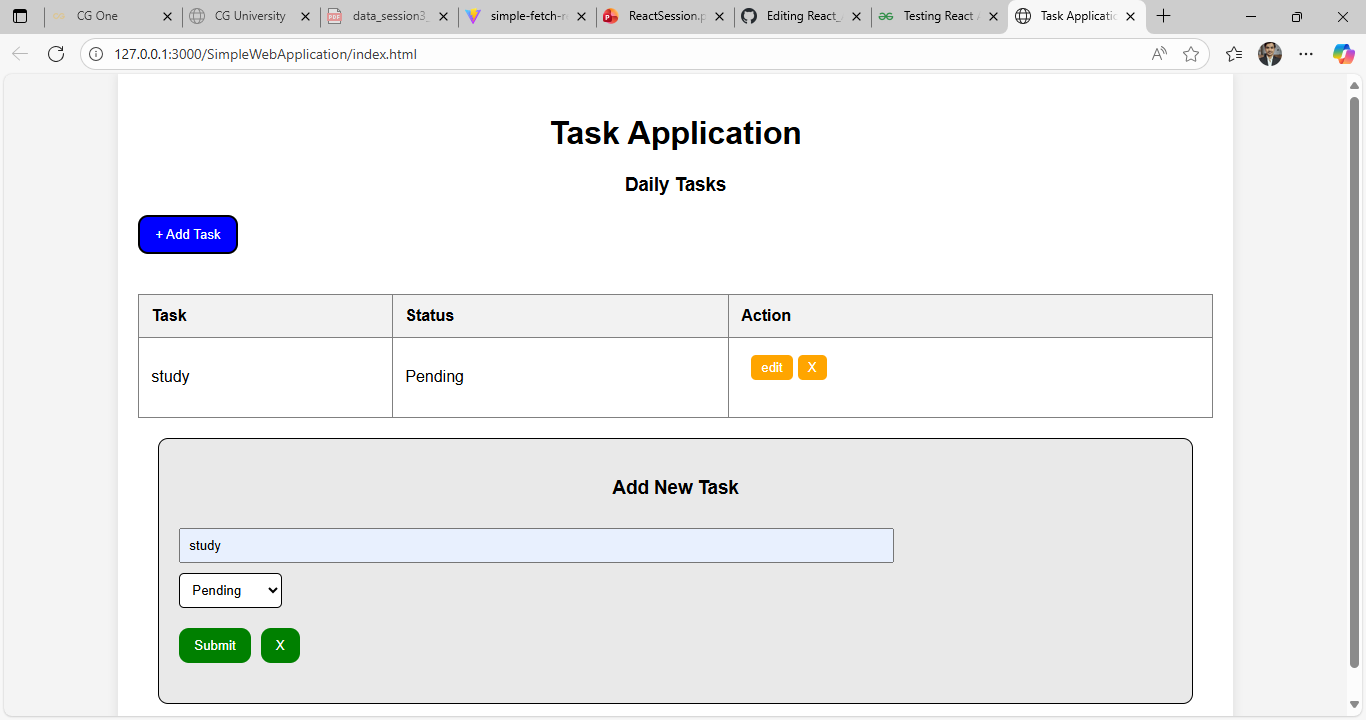 CG One
CG University
data_session3_
simple-fetch-r
ReactSession.p
Editing React_
Testing React
Task Applicatio
127.0.0.1:3000/SimpleWebApplication/index.html
Task Application
Daily Tasks
+ Add Task
Task Status Action
study Pending edit X
Add New Task
study
Pending
Submit X